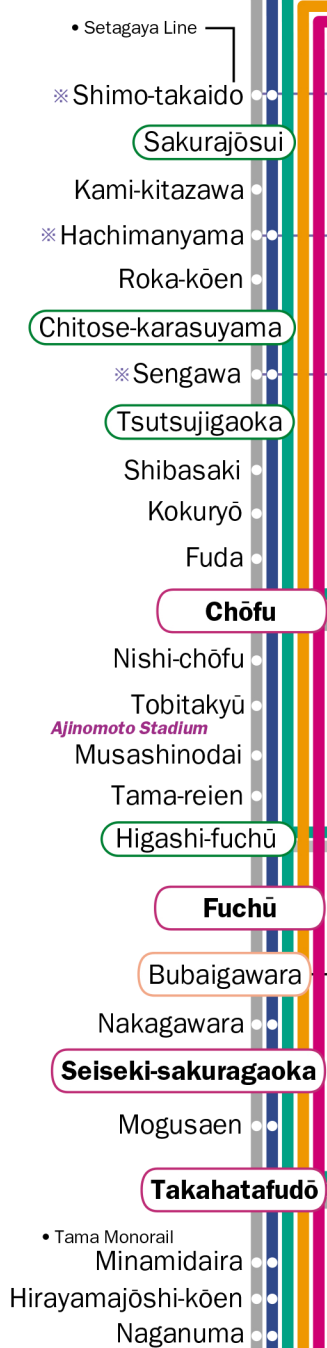 • Setagaya Line
※Shimo-takaido
Sakurajōsui
Kami-kitazawa
※Hachimanyama
Roka-kōen
Chitose-karasuyama
※Sengawa
Tsutsujigaoka
Shibasaki
Kokuryō
Fuda
Chōfu
Nishi-chōfu
Tobitakyū
Ajinomoto Stadium
Musashinodai
Tama-reien
Higashi-fuchū
Fuchū
Bubaigawara
Nakagawara
Seiseki-sakuragaoka
Mogusaen
Takahatafudō
• Tama Monorail
Minamidaira
Hirayamajōshi-kōen
Naganuma